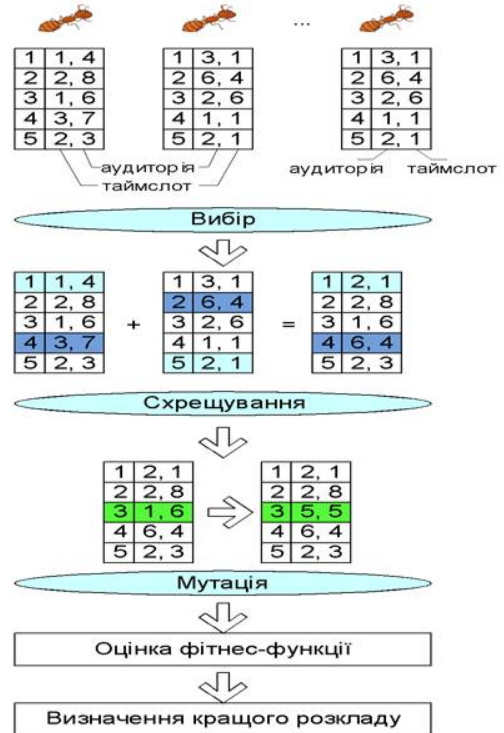 ...
1 1, 4 1 3, 1 1 3, 1
2 2, 8 2 6, 4 2 6, 4
3 1, 6 3 2, 6 3 2, 6
4 3, 7 4 1, 1 4 1, 1
5 2, 3 5 2, 1 5 2, 1
аудиторія аудиторія таймслот
таймслот
Вибір
1 1, 4 1 3, 1 1 2, 1
2 2, 8 2 6, 4 2 2, 8
3 1, 6 + 3 2, 6 = 3 1, 6
4 3, 7 4 1, 1 4 6, 4
5 2, 3 5 2, 1 5 2, 3
Схрещування
1 2, 1 1 2, 1
2 2, 8 2 2, 8
3 1, 6 3 5, 5
4 6, 4 4 6, 4
5 2, 3 5 2, 3
Мутація
Оцінка фітнес-функції
Визначення кращого розкладу